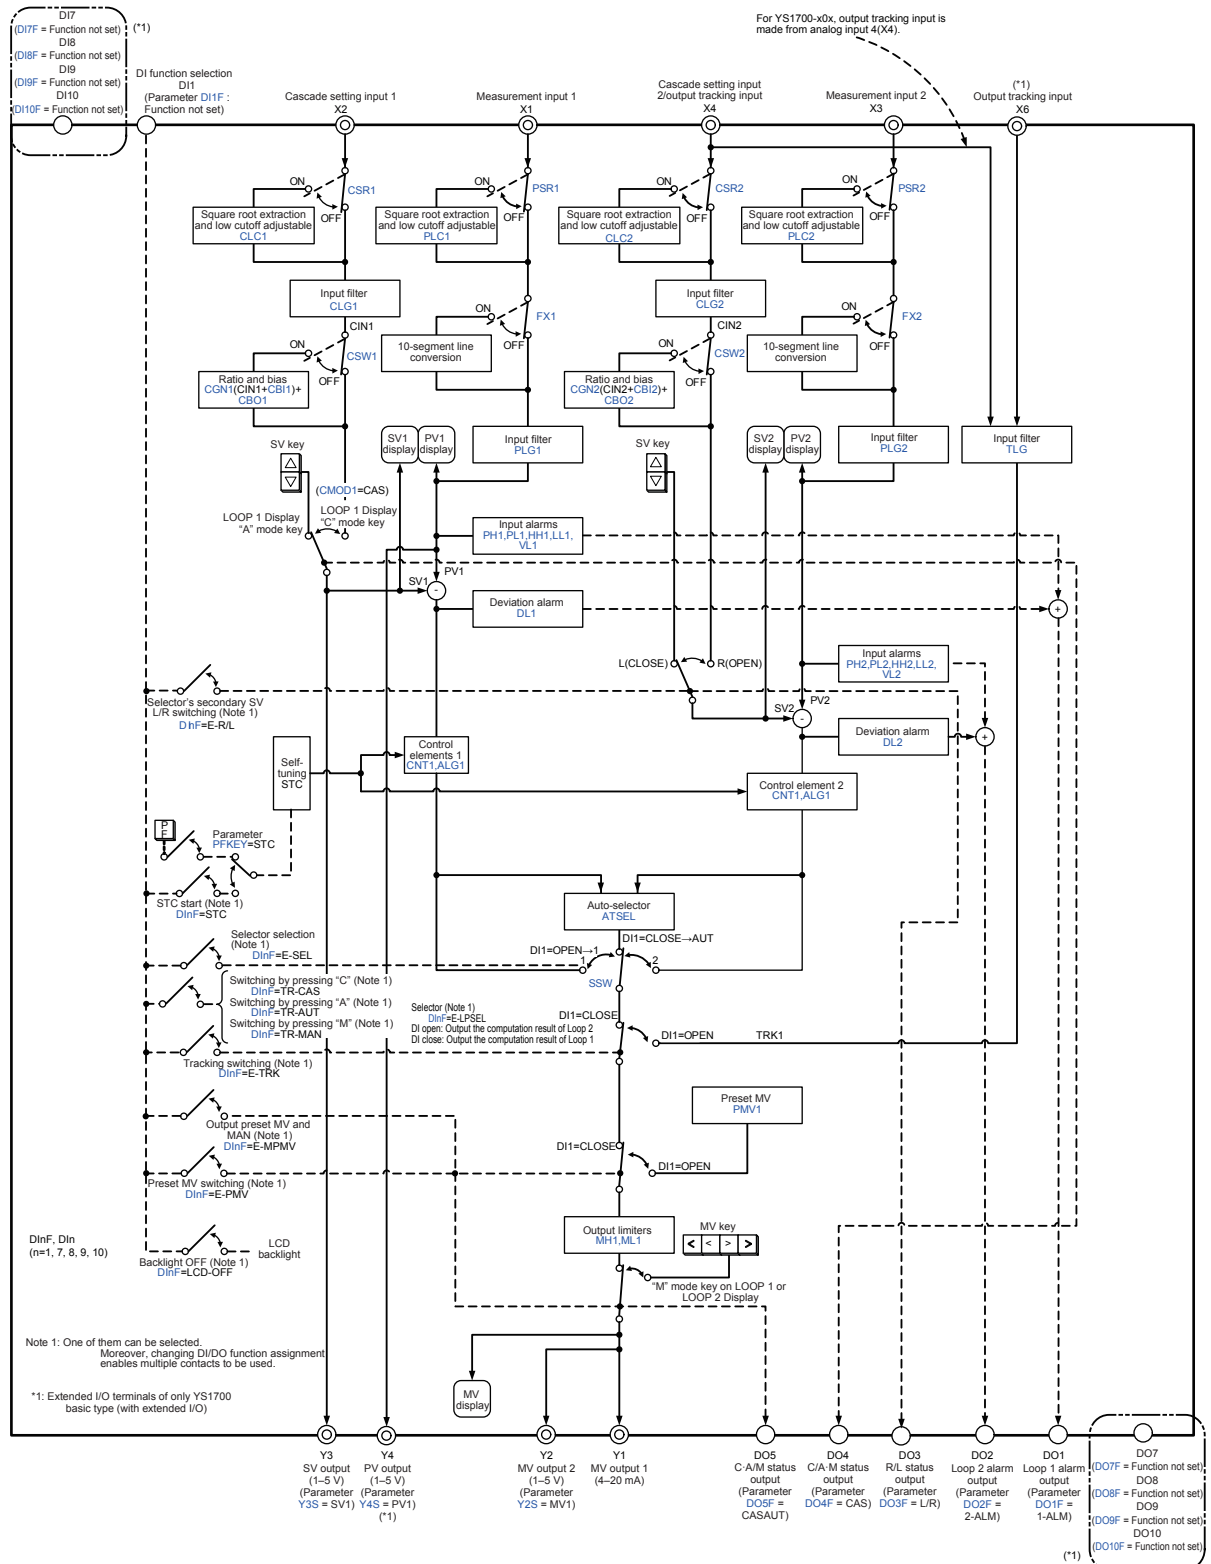 DI7
(DI7F = Function not set)
DI8
(DI8F = Function not set)
DI9
(DI9F = Function not set)
DI10
(DI10F = Function not set)
(*1)
DI function selection
DI1
(Parameter DI1F :
Function not set)
Cascade setting input 1
X2
Measurement input 1
X1
Cascade setting input
2/output tracking input
X4
Measurement input 2
X3
(*1)
Output tracking input
X6
For YS1700-x0x, output tracking input is
made from analog input 4(X4).
ON
CSR1
OFF
Square root extraction
and low cutoff adjustable
CLC1
ON
PSR1
OFF
Square root extraction
and low cutoff adjustable
PLC1
ON
CSR2
OFF
Square root extraction
and low cutoff adjustable
CLC2
ON
PSR2
OFF
Square root extraction
and low cutoff adjustable
PLC2
Input filter
CLG1
CIN1
ON
CSW1
OFF
Ratio and bias
CGN1(CIN1+CBI1)+
CBO1
ON
FX1
OFF
10-segment line
conversion
Input filter
CLG2
CIN2
ON
CSW2
OFF
Ratio and bias
CGN2(CIN2+CBI2)+
CBO2
ON
FX2
OFF
10-segment line
conversion
SV key
SV1
display
PV1
display
Input filter
PLG1
SV key
SV2
display
PV2
display
Input filter
PLG2
Input filter
TLG
(CMOD1=CAS)
LOOP 1 Display
"A" mode key
LOOP 1 Display
"C" mode key
Input alarms
PH1,PL1,HH1,LL1,
VL1
SV1
PV1
-
Deviation alarm
DL1
+
L(CLOSE)
R(OPEN)
Input alarms
PH2,PL2,HH2,LL2,
VL2
SV2
PV2
-
Deviation alarm
DL2
+
Selector's secondary SV
L/R switching (Note 1)
DInF=E-R/L
Self-
tuning
STC
Control
elements 1
CNT1,ALG1
Control element 2
CNT1,ALG1
P
F
Parameter
PFKEY=STC
STC start (Note 1)
DInF=STC
Auto-selector
ATSEL
Selector selection
(Note 1)
DInF=E-SEL
DI1=OPEN→1
DI1=CLOSE→AUT
1
2
SSW
Switching by pressing "C" (Note 1)
DInF=TR-CAS
Switching by pressing "A" (Note 1)
DInF=TR-AUT
Switching by pressing "M" (Note 1)
DInF=TR-MAN
Selector (Note 1)
DInF=E-LPSEL
DI open: Output the computation result of Loop 2
DI close: Output the computation result of Loop 1
DI1=CLOSE
DI1=OPEN
TRK1
Tracking switching (Note 1)
DInF=E-TRK
Preset MV
PMV1
Output preset MV and
MAN (Note 1)
DInF=E-MPMV
DI1=CLOSE
DI1=OPEN
Preset MV switching (Note 1)
DInF=E-PMV
Output limiters
MH1,ML1
MV key
< < > >
DInF, DIn
(n=1, 7, 8, 9, 10)
LCD
backlight
Backlight OFF (Note 1)
DInF=LCD-OFF
"M" mode key on LOOP 1 or
LOOP 2 Display
Note 1: One of them can be selected.
Moreover, changing DI/DO function assignment
enables multiple contacts to be used.
*1: Extended I/O terminals of only YS1700
basic type (with extended I/O)
MV
display
Y3
SV output
(1–5 V)
(Parameter
Y3S = SV1)
Y4
PV output
(1–5 V)
(Parameter
Y4S = PV1)
(*1)
Y2
MV output 2
(1–5 V)
(Parameter
Y2S = MV1)
Y1
MV output 1
(4–20 mA)
DO5
C·A/M status
output
(Parameter
DO5F =
CASAUT)
DO4
C/A·M status
output
(Parameter
DO4F = CAS)
DO3
R/L status
output
(Parameter
DO3F = L/R)
DO2
Loop 2 alarm
output
(Parameter
DO2F =
2-ALM)
DO1
Loop 1 alarm
output
(Parameter
DO1F =
1-ALM)
DO7
(DO7F = Function not set)
DO8
(DO8F = Function not set)
DO9
(DO9F = Function not set)
DO10
(DO10F = Function not set)
(*1)